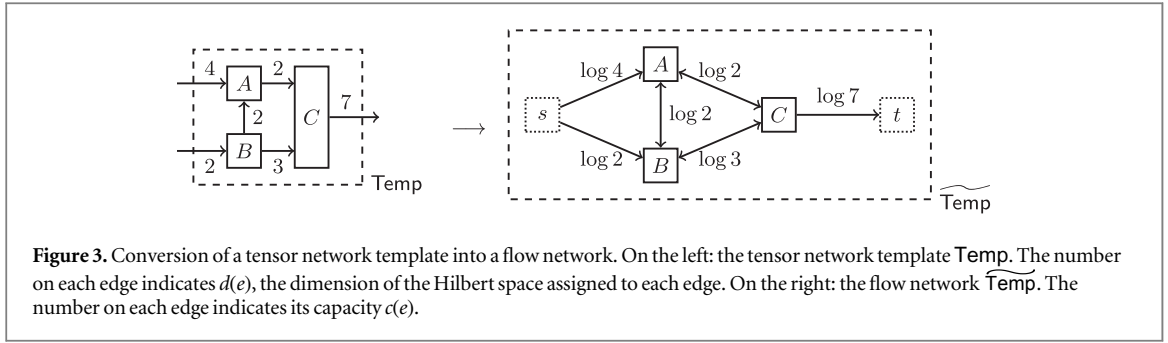 4 A 2 C 7 2 B 2 3 Temp
→
s log 4 A log 2 log 2 C log 7 t log 2 B log 3 T͠emp
Figure 3. Conversion of a tensor network template into a flow network. On the left: the tensor network template Temp. The number
on each edge indicates d(e), the dimension of the Hilbert space assigned to each edge. On the right: the flow network T͠emp. The
number on each edge indicates its capacity c(e).